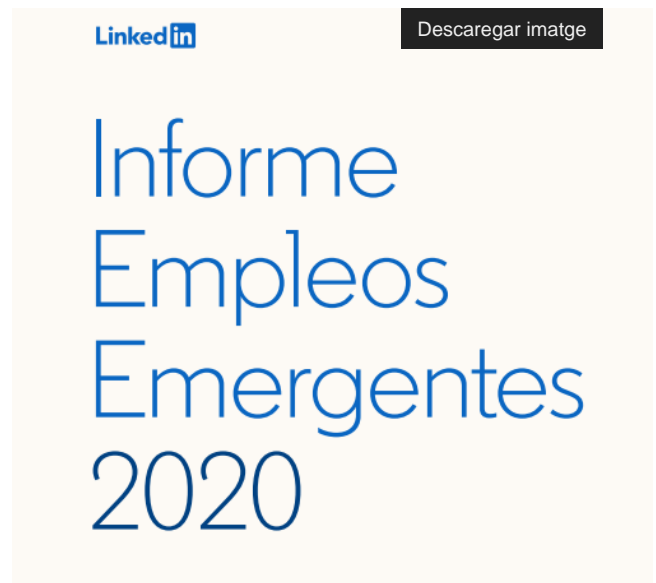 LinkedIn
Descaregar imatge
Informe
Empleos
Emergentes
2020